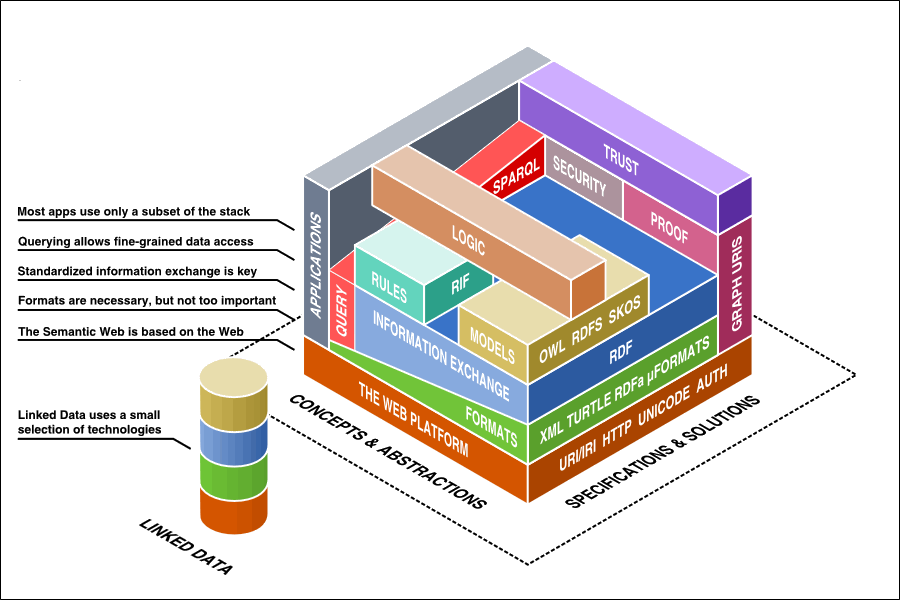 Most apps use only a subset of the stack
Querying allows fine-grained data access
Standardized information exchange is key
Formats are necessary, but not too important
The Semantic Web is based on the Web
Linked Data uses a small
selection of technologies
LINKED DATA
APPLICATIONS
TRUST
SPARQL
SECURITY
PROOF
LOGIC
RULES
RIF
QUERY
INFORMATION EXCHANGE
MODELS
OWL RDFS SKOS
RDF
GRAPH URIS
FORMATS
XML TURTLE RDFa μFORMATS
THE WEB PLATFORM
URI/IRI HTTP UNICODE AUTH
CONCEPTS & ABSTRACTIONS
SPECIFICATIONS & SOLUTIONS